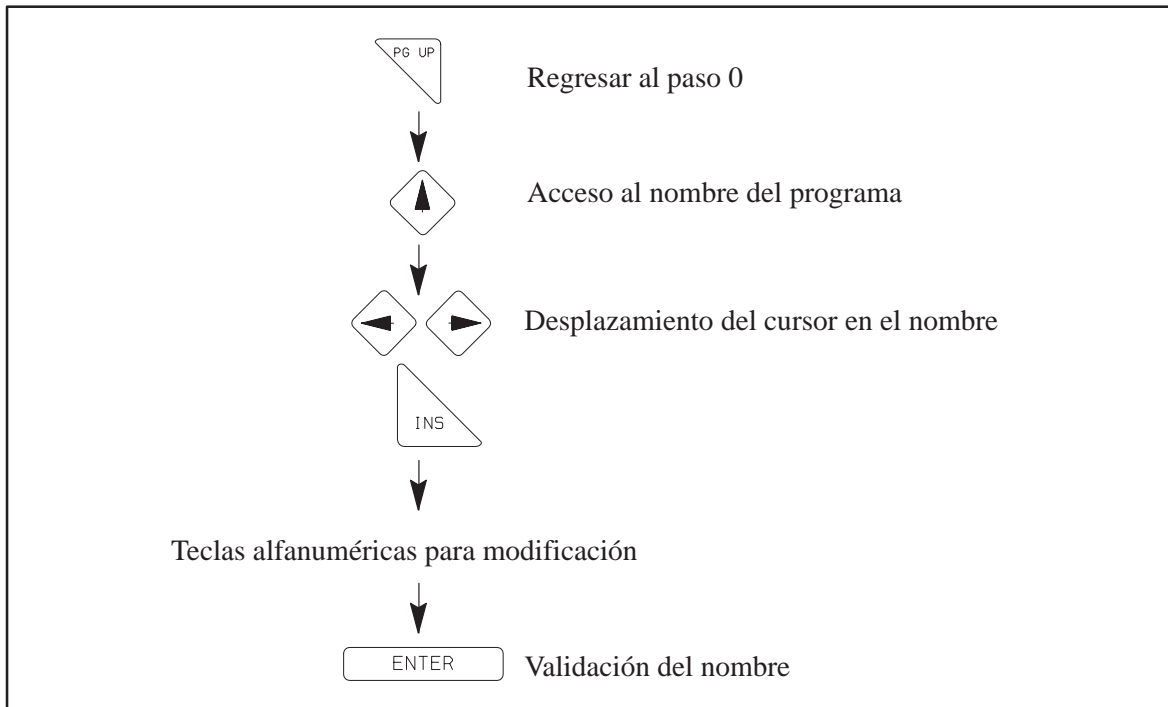 PG UP
Regresar al paso 0
Acceso al nombre del programa
Desplazamiento del cursor en el nombre
INS
Teclas alfanuméricas para modificación
ENTER
Validación del nombre